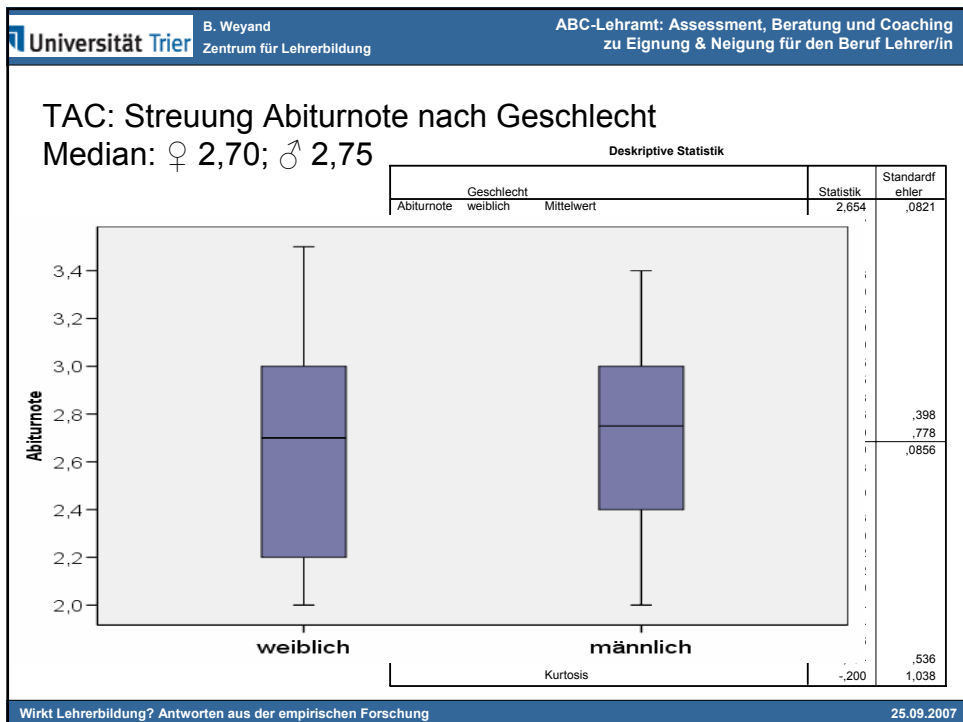 Universität Trier
B. Weyand
Zentrum für Lehrerbildung
ABC-Lehramt: Assessment, Beratung und Coaching
zu Eignung & Neigung für den Beruf Lehrer/in
TAC: Streuung Abiturnote nach Geschlecht
Median: ♀ 2,70; ♂ 2,75
Deskriptive Statistik
Geschlecht Statistik Standardf
ehler
Abiturnote weiblich Mittelwert 2,654 ,0821
3,4
3,2
3,0
2,8
2,6
2,4
2,2
2,0
Abiturnote
weiblich männlich
,398
,778
,0856
,536
Kurtosis -,200 1,038
Wirkt Lehrerbildung? Antworten aus der empirischen Forschung 25.09.2007